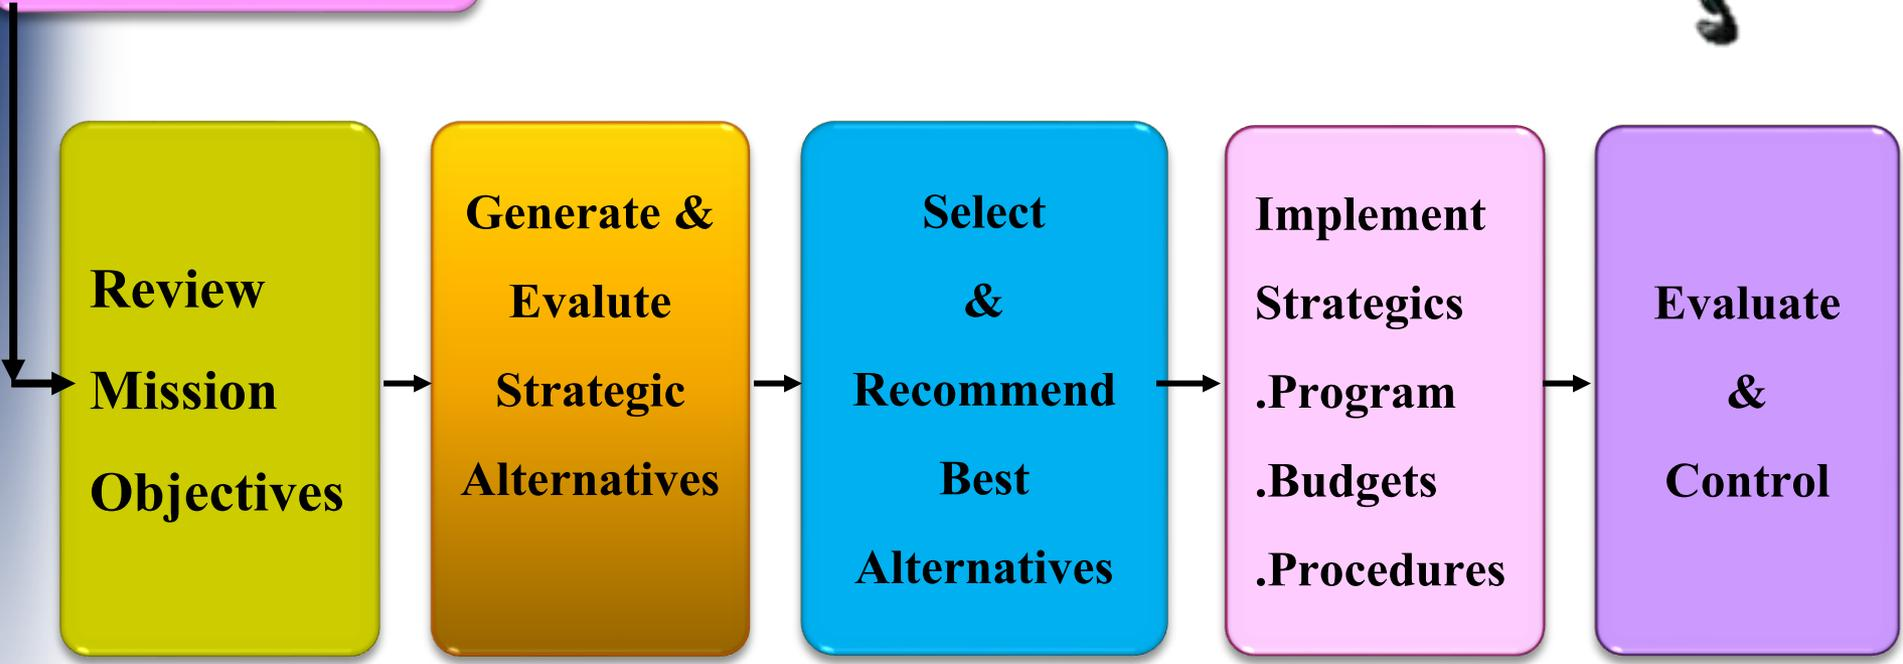 Review
Mission
Objectives
Generate &
Evalute
Strategic
Alternatives
Select
&
Recommend
Best
Alternatives
Implement
Strategics
.Program
.Budgets
.Procedures
Evaluate
&
Control